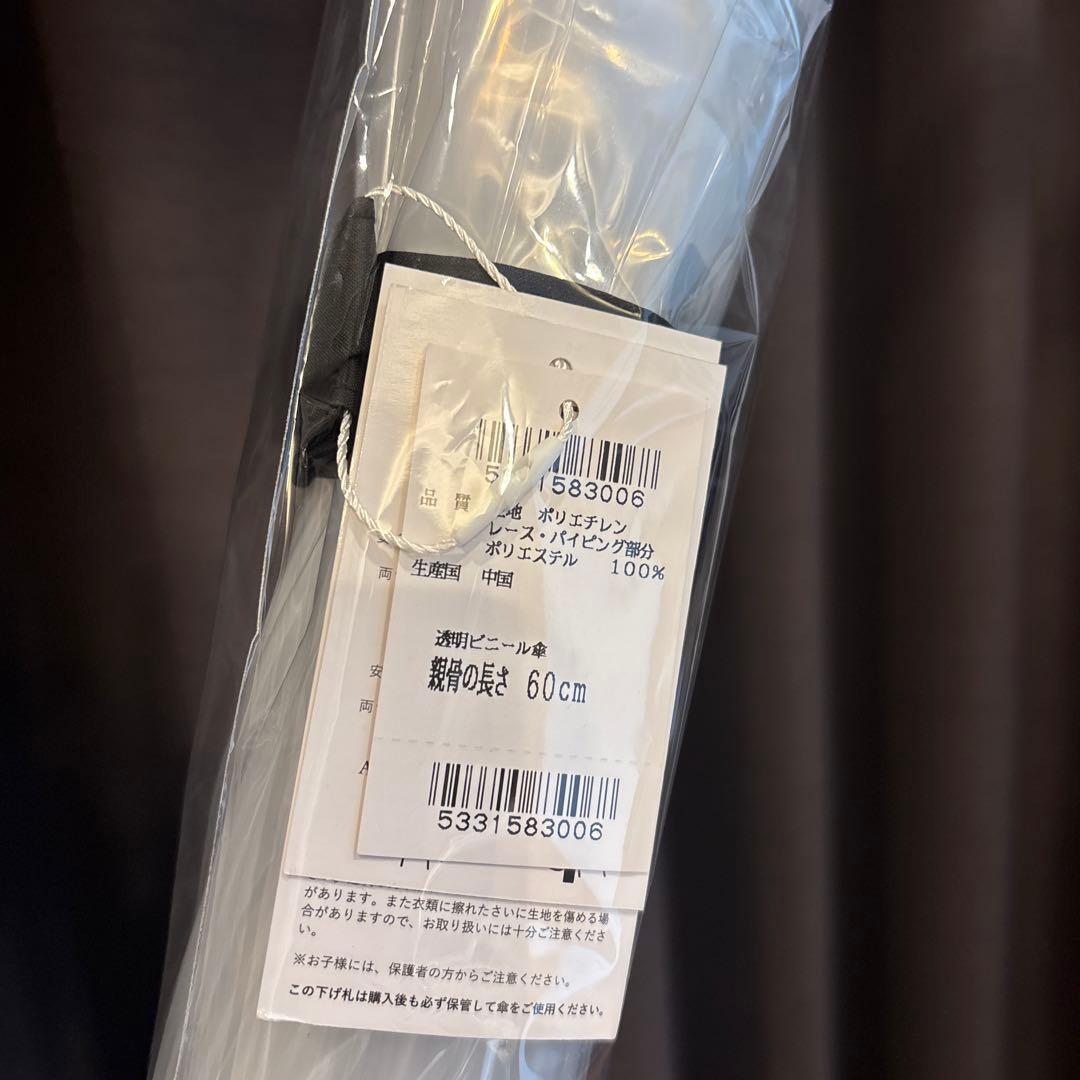 1583006
品質 生地 ポリエチレン
レース・パイピング部分
ポリエステル 100%
生産国 中国
透明ビニール傘
親骨の長さ 60cm
5331583006
両
安
両
A
があります。また衣類に擦れたさいに生地を傷める場
合がありますので、お取り扱いには十分ご注意くださ
い。
※お子様には、保護者の方からご注意ください。
この下げ札は購入後も必ず保管して傘をご使用ください。